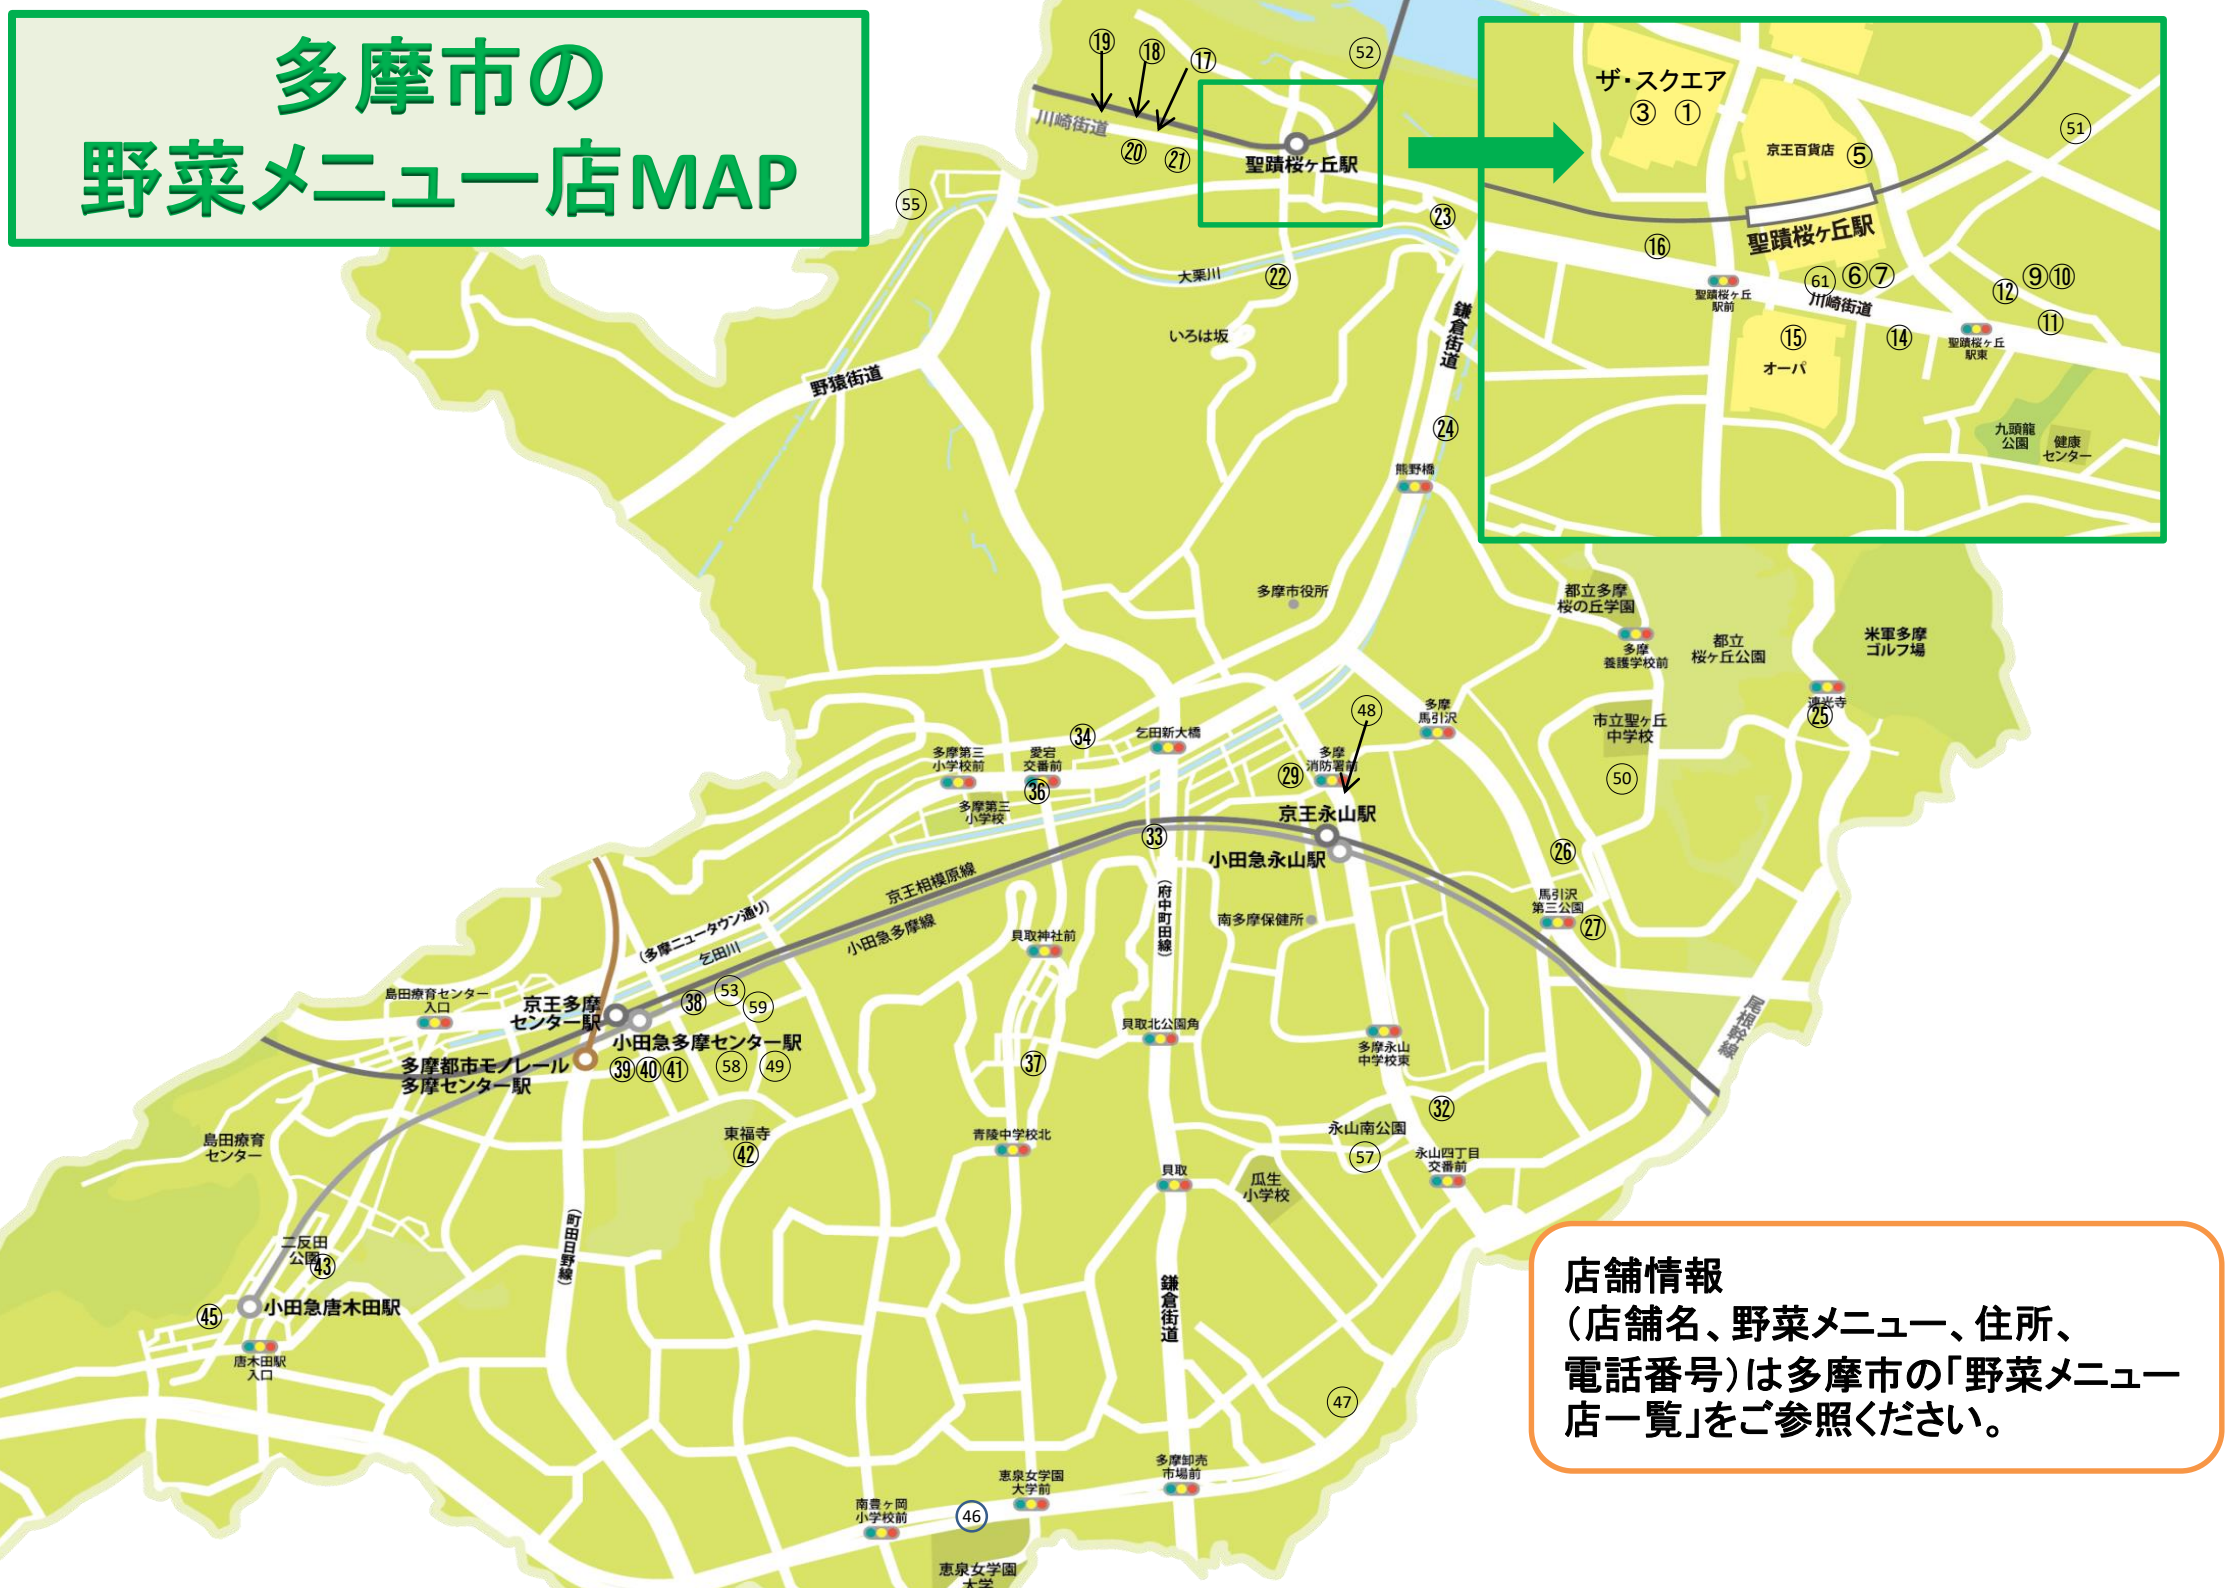 多摩市の
野菜メニュー店MAP
⑲
⑱
⑰
52
川崎街道
⑳
㉑
聖蹟桜ヶ丘駅
55
㉓
大栗川
㉒
いろは坂
鎌倉街道
野猿街道
㉔
熊野橋
ザ・スクエア
③ ①
京王百貨店
⑤
51
聖蹟桜ヶ丘駅
⑯
61
⑥⑦
⑨⑩
⑫
聖蹟桜ヶ丘
駅前
川崎街道
⑪
⑮
⑭
聖蹟桜ヶ丘
駅東
オーパ
九頭龍
公園
健康
センター
多摩市役所
都立多摩
桜の丘学園
多摩
養護学校前
都立
桜ヶ丘公園
米軍多摩
ゴルフ場
連光寺
㉕
市立聖ヶ丘
中学校
50
48
多摩
馬引沢
㉞
乞田新大橋
多摩第三
小学校前
愛宕
交番前
㊱
多摩
消防署前
㉙
多摩第三
小学校
京王永山駅
㉝
小田急永山駅
㉖
馬引沢
第三公園
㉗
京王相模原線
小田急多摩線
(府中町田線)
南多摩保健所
(多摩ニュータウン通り)
乞田川
貝取神社前
島田療育センター
入口
京王多摩
センター駅
㊳
53
59
小田急多摩センター駅
多摩都市モノレール
多摩センター駅
㊴㊵㊶
58
49
㊲
貝取北公園角
多摩永山
中学校東
尾根幹線
㉜
島田療育
センター
東福寺
㊷
青陵中学校北
永山南公園
57
永山四丁目
交番前
貝取
瓜生
小学校
(町田日野線)
二反田
公園
㊸
㊺
小田急唐木田駅
唐木田駅
入口
鎌倉街道
47
多摩卸売
市場前
恵泉女学園
大学前
南豊ヶ岡
小学校前
46
恵泉女学園
大学
店舗情報
（店舗名、野菜メニュー、住所、
電話番号）は多摩市の「野菜メニュー
店一覧」をご参照ください。